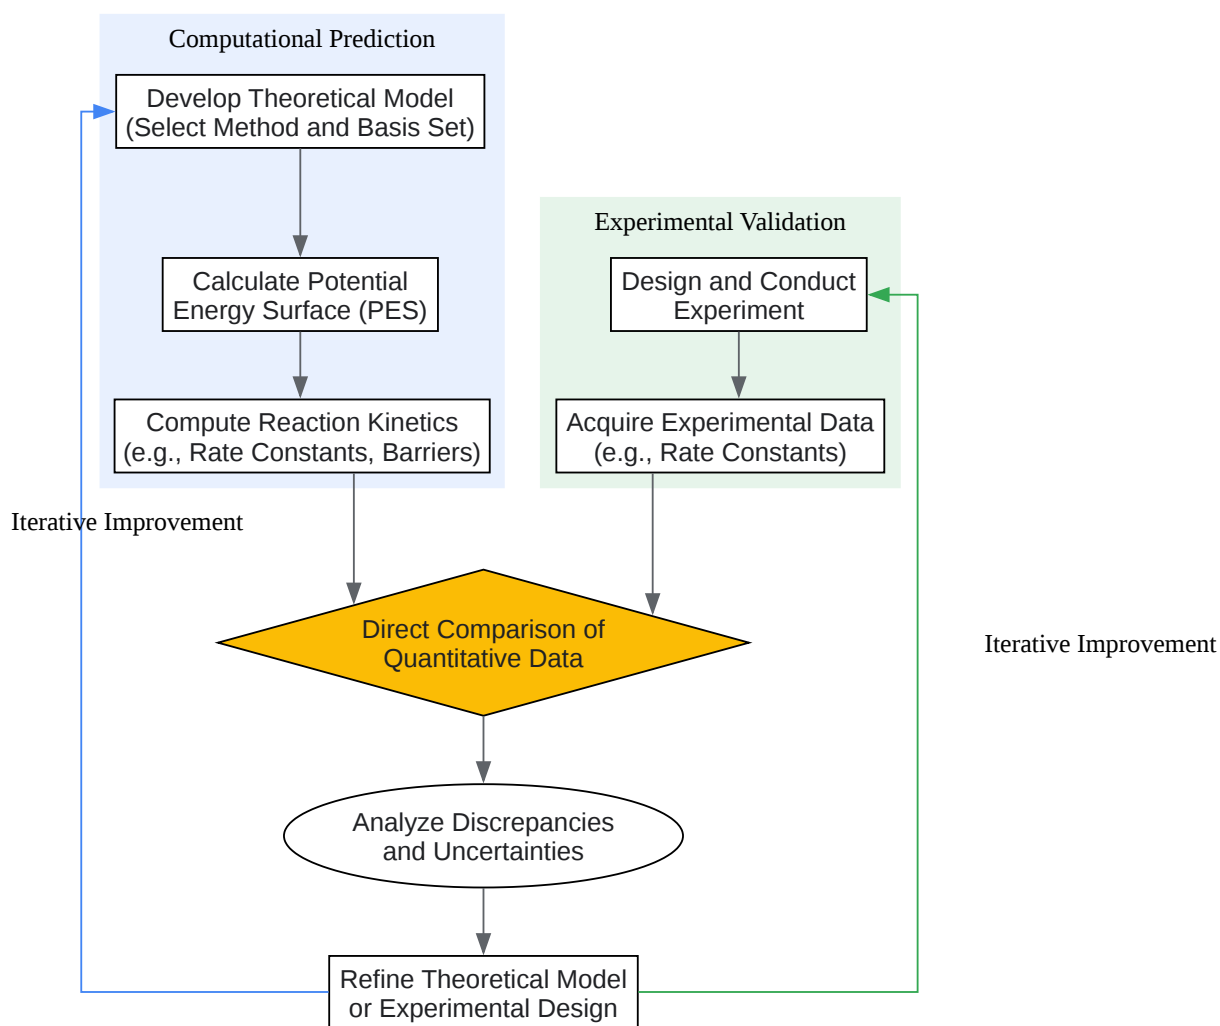 Computational Prediction
Develop Theoretical Model
(Select Method and Basis Set)
Experimental Validation
Calculate Potential
Energy Surface (PES)
Design and Conduct
Experiment
Compute Reaction Kinetics
(e.g., Rate Constants, Barriers)
Acquire Experimental Data
(e.g., Rate Constants)
Iterative Improvement
Direct Comparison of
Quantitative Data
Iterative Improvement
Analyze Discrepancies
and Uncertainties
Refine Theoretical Model
or Experimental Design